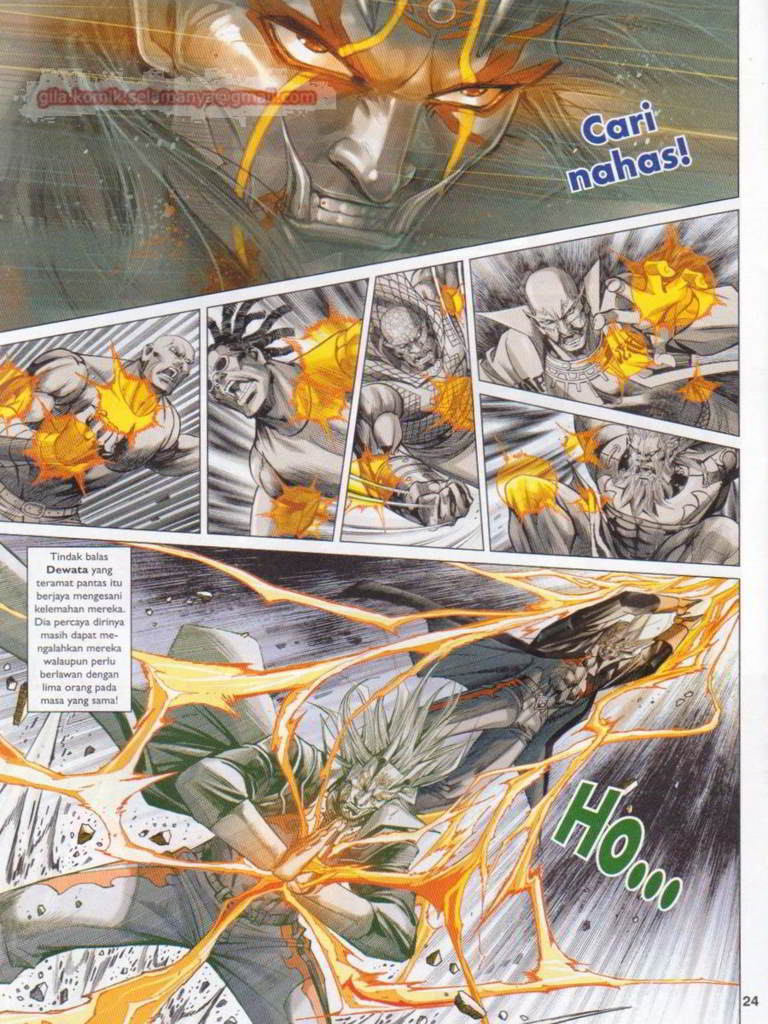 gila.komik.selamanya@gmail.com
Cari
nahas!
Tindak balas
Dewata yang
teramat pantas itu
berjaya mengesani
kelemahan mereka.
Dia percaya dirinya
masih dapat me-
ngalahkan mereka
walaupun perlu
berlawan dengan
lima orang pada
masa yang sama!
HO...
24